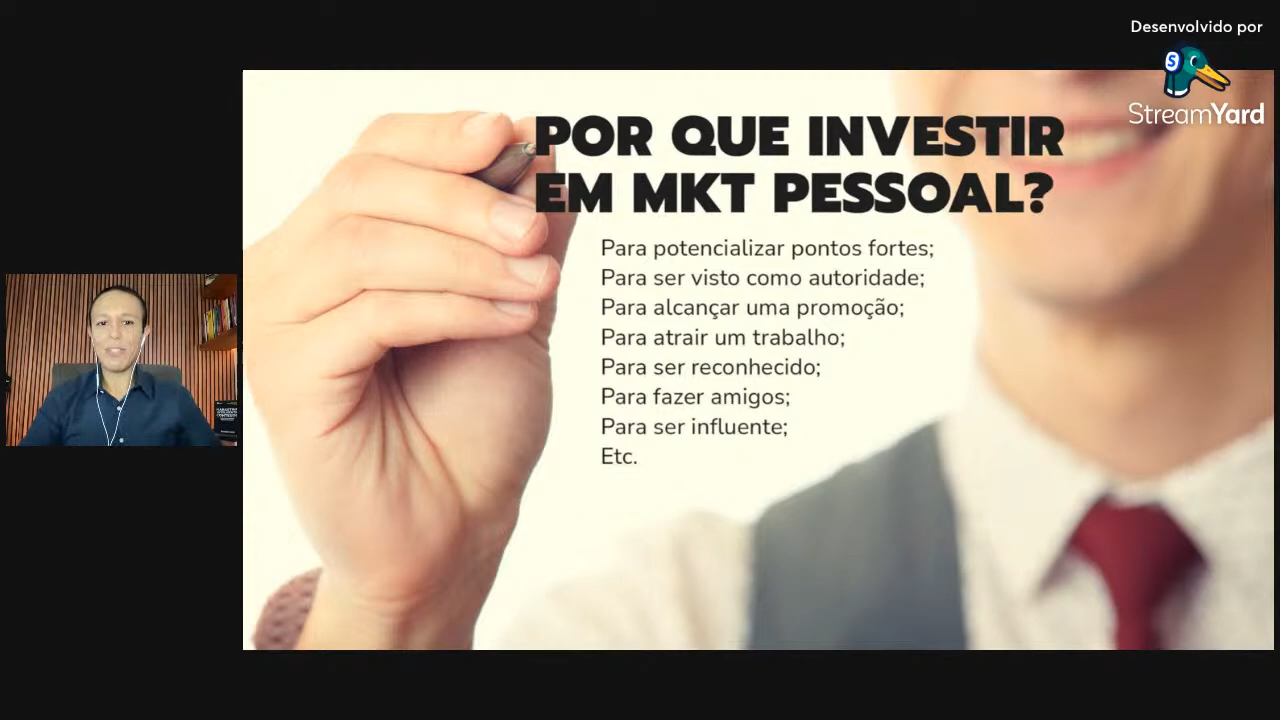 Desenvolvido por
StreamYard
POR QUE INVESTIR
EM MKT PESSOAL?
Para potencializar pontos fortes;
Para ser visto como autoridade;
Para alcançar uma promoção;
Para atrair um trabalho;
Para ser reconhecido;
Para fazer amigos;
Para ser influente;
Etc.